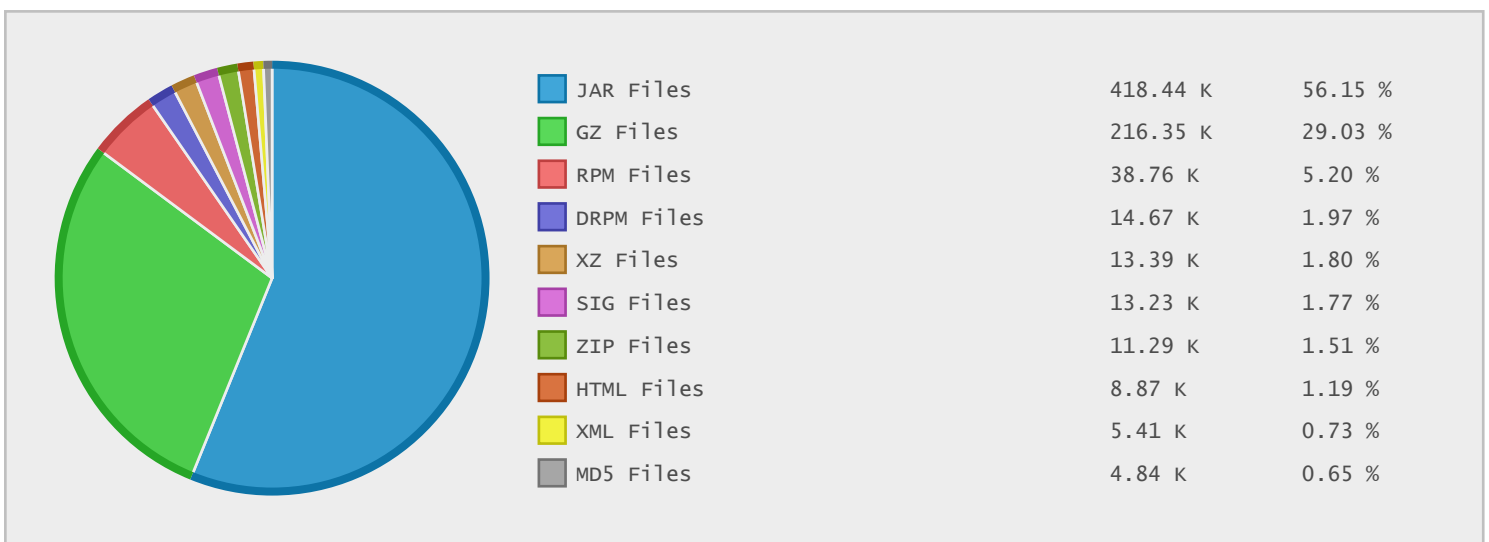 JAR Files 418.44 K 56.15 %
GZ Files 216.35 K 29.03 %
RPM Files 38.76 K 5.20 %
DRPM Files 14.67 K 1.97 %
XZ Files 13.39 K 1.80 %
SIG Files 13.23 K 1.77 %
ZIP Files 11.29 K 1.51 %
HTML Files 8.87 K 1.19 %
XML Files 5.41 K 0.73 %
MD5 Files 4.84 K 0.65 %